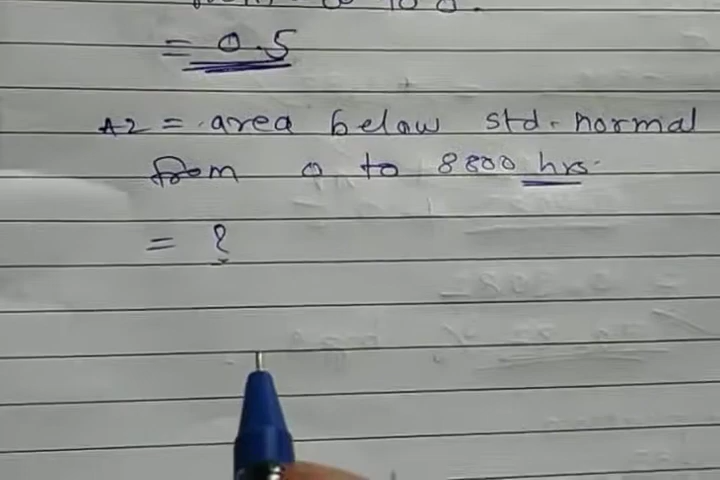 = 0.5
A2 = area below std. normal
from 0 to 8800 hrs.
= ?